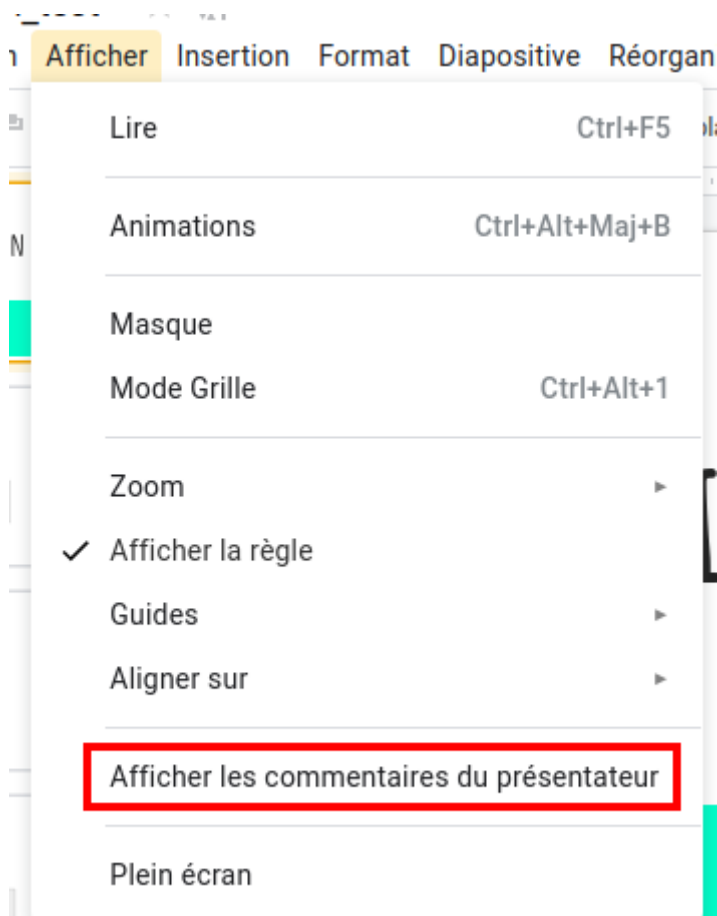 Afficher Insertion Format Diapositive Réorgan
Lire Ctrl+F5
Animations Ctrl+Alt+Maj+B
N
Masque
Mode Grille Ctrl+Alt+1
Zoom
Afficher la règle
Guides
Aligner sur
Afficher les commentaires du présentateur
Plein écran